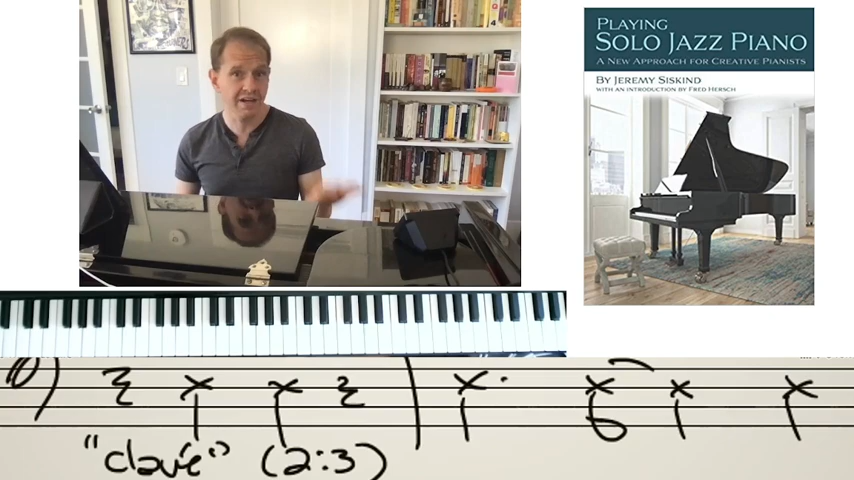 PLAYING
SOLO JAZZ PIANO
A NEW APPROACH FOR CREATIVE PIANISTS
BY JEREMY SISKIND
WITH AN INTRODUCTION BY FRED HERSCH
"clavé" (2:3)